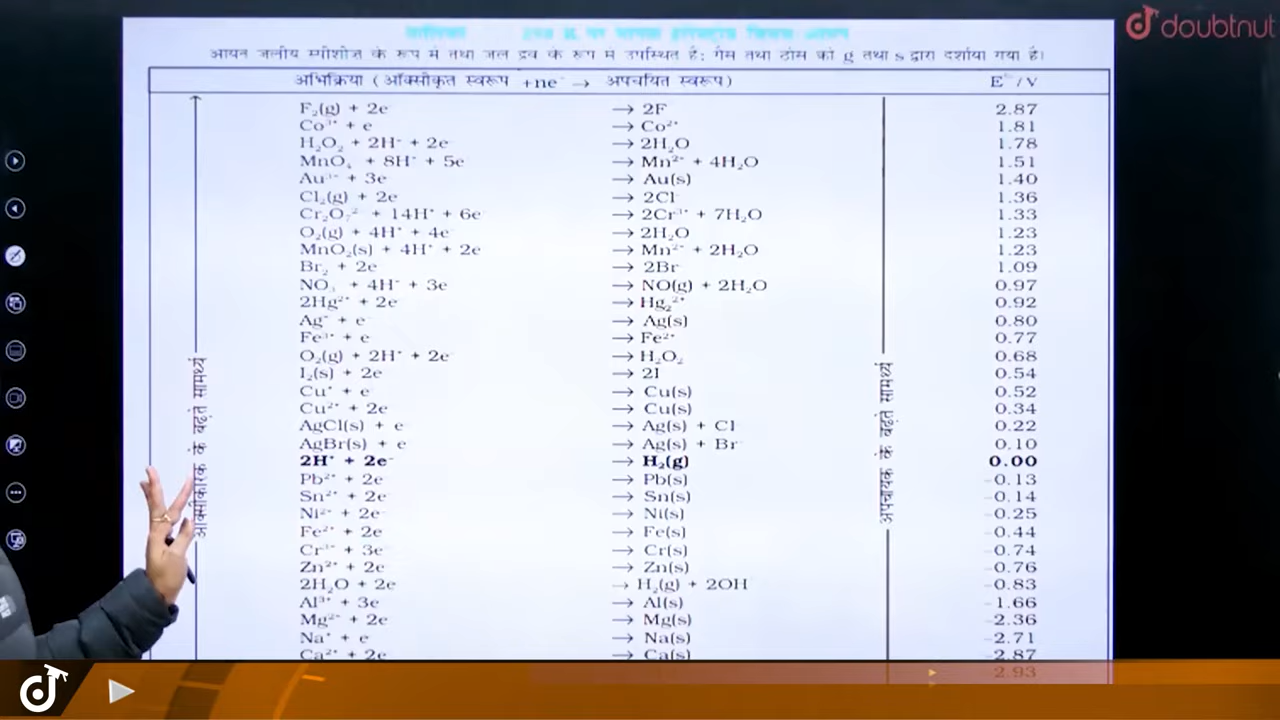 doubtnut
तालिका 298 K पर मानक इलेक्ट्रोड विभव
आयन जलीय स्पीशीज के रूप में तथा जल द्रव के रूप में उपस्थित है; गैस तथा ठोस को g तथा s द्वारा दर्शाया गया है।
अभिक्रिया (ऑक्सीकृत स्वरूप +ne⁻ → अपचयित स्वरूप) E⊖/V
F₂(g) + 2e⁻ → 2F⁻ 2.87
Co³⁺ + e⁻ → Co²⁺ 1.81
H₂O₂ + 2H⁺ + 2e⁻ → 2H₂O 1.78
MnO₄⁻ + 8H⁺ + 5e⁻ → Mn²⁺ + 4H₂O 1.51
Au³⁺ + 3e⁻ → Au(s) 1.40
Cl₂(g) + 2e⁻ → 2Cl⁻ 1.36
Cr₂O₇²⁻ + 14H⁺ + 6e⁻ → 2Cr³⁺ + 7H₂O 1.33
O₂(g) + 4H⁺ + 4e⁻ → 2H₂O 1.23
MnO₂(s) + 4H⁺ + 2e⁻ → Mn²⁺ + 2H₂O 1.23
Br₂ + 2e⁻ → 2Br⁻ 1.09
NO₃⁻ + 4H⁺ + 3e⁻ → NO(g) + 2H₂O 0.97
2Hg²⁺ + 2e⁻ → Hg₂²⁺ 0.92
Ag⁺ + e⁻ → Ag(s) 0.80
Fe³⁺ + e⁻ → Fe²⁺ 0.77
O₂(g) + 2H⁺ + 2e⁻ → H₂O₂ 0.68
I₂(s) + 2e⁻ → 2I⁻ 0.54
Cu⁺ + e⁻ → Cu(s) 0.52
Cu²⁺ + 2e⁻ → Cu(s) 0.34
AgCl(s) + e⁻ → Ag(s) + Cl⁻ 0.22
AgBr(s) + e⁻ → Ag(s) + Br⁻ 0.10
2H⁺ + 2e⁻ → H₂(g) 0.00
Pb²⁺ + 2e⁻ → Pb(s) -0.13
Sn²⁺ + 2e⁻ → Sn(s) -0.14
Ni²⁺ + 2e⁻ → Ni(s) -0.25
Fe²⁺ + 2e⁻ → Fe(s) -0.44
Cr³⁺ + 3e⁻ → Cr(s) -0.74
Zn²⁺ + 2e⁻ → Zn(s) -0.76
2H₂O + 2e⁻ → H₂(g) + 2OH⁻ -0.83
Al³⁺ + 3e⁻ → Al(s) -1.66
Mg²⁺ + 2e⁻ → Mg(s) -2.36
Na⁺ + e⁻ → Na(s) -2.71
Ca²⁺ + 2e⁻ → Ca(s) -2.87
-2.93
ऑक्सीकारक के बढ़ते सामर्थ्य
अपचायक के बढ़ते सामर्थ्य